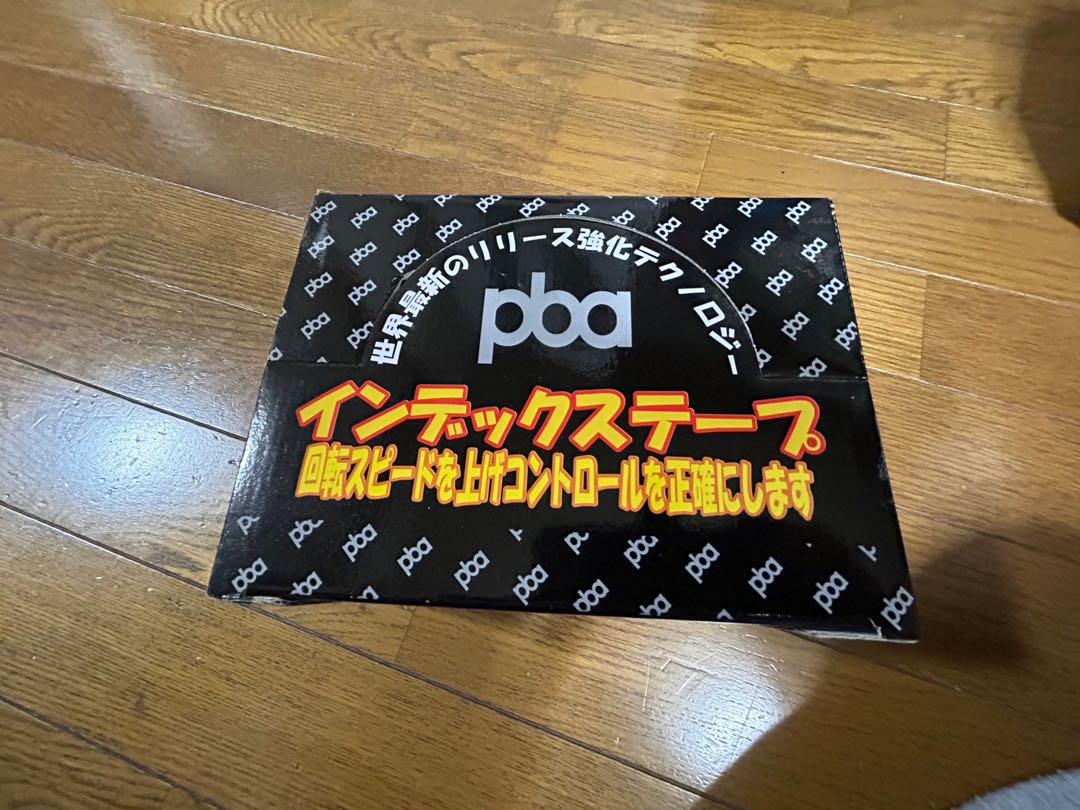 世界最新のリリース強化テクノロジー
pba
インデックステープ
回転スピードを上げコントロールを正確にします